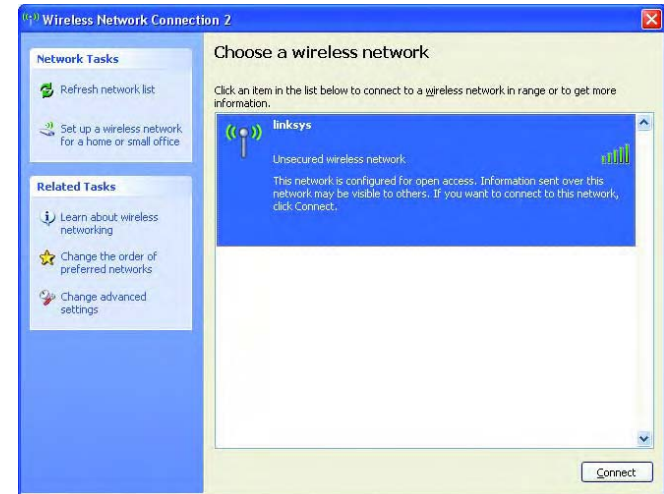 Wireless Network Connection 2
Network Tasks
Refresh network list
Set up a wireless network
for a home or small office
Related Tasks
Learn about wireless
networking
Change the order of
preferred networks
Change advanced
settings
Choose a wireless network
Click an item in the list below to connect to a wireless network in range or to get more
information.
linksys
Unsecured wireless network
This network is configured for open access. Information sent over this
network may be visible to others. If you want to connect to this network,
click Connect.
Connect